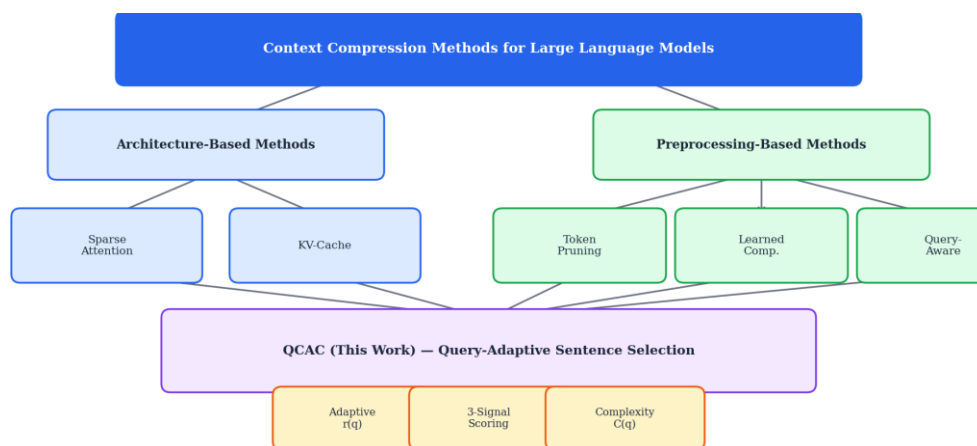 Context Compression Methods for Large Language Models
Architecture-Based Methods
Preprocessing-Based Methods
Sparse
Attention
KV-Cache
Token
Pruning
Learned
Comp.
Query-
Aware
QCAC (This Work) — Query-Adaptive Sentence Selection
Adaptive
r(q)
3-Signal
Scoring
Complexity
C(q)